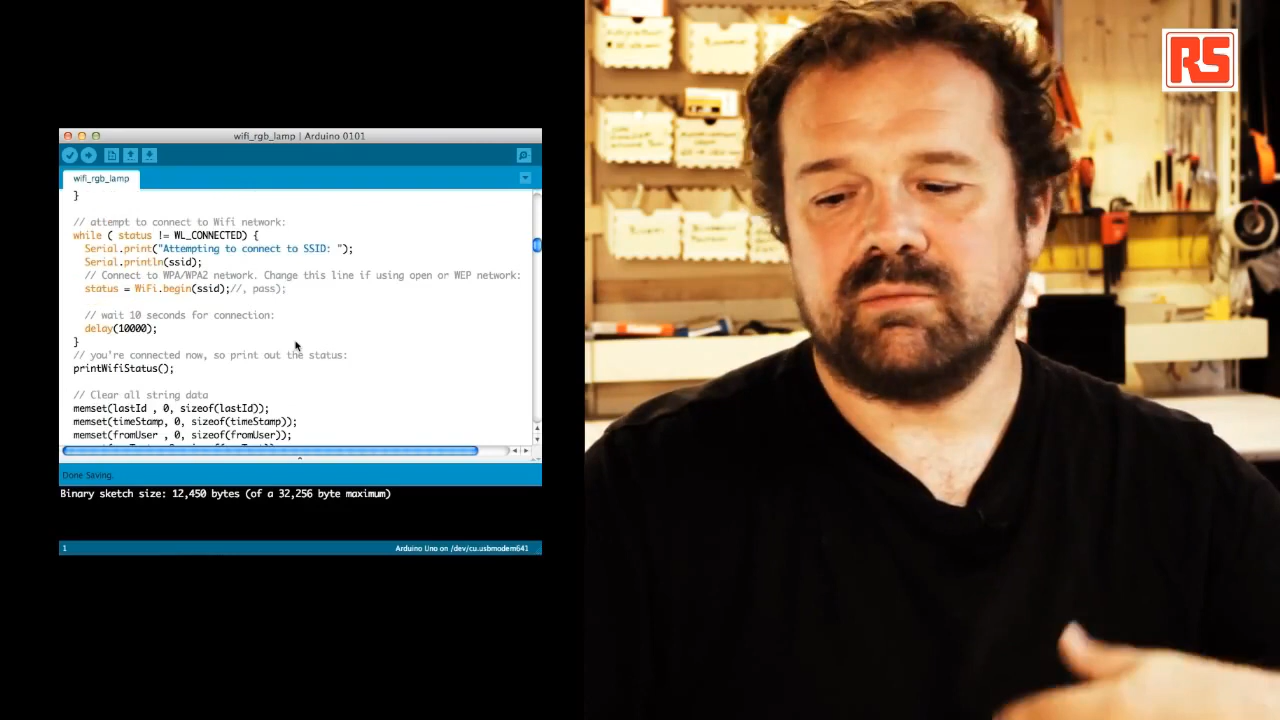 wifi_rgb_lamp | Arduino 0101
wifi_rgb_lamp
}
// attempt to connect to Wifi network:
while ( status != WL_CONNECTED) {
Serial.print("Attempting to connect to SSID: ");
Serial.println(ssid);
// Connect to WPA/WPA2 network. Change this line if using open or WEP network:
status = WiFi.begin(ssid);//, pass);
// wait 10 seconds for connection:
delay(10000);
}
// you're connected now, so print out the status:
printWifiStatus();
// Clear all string data
memset(lastId , 0, sizeof(lastId));
memset(timeStamp, 0, sizeof(timeStamp));
memset(fromUser , 0, sizeof(fromUser));
Done Saving.
Binary sketch size: 12,450 bytes (of a 32,256 byte maximum)
1
Arduino Uno on /dev/cu.usbmodem641
RS